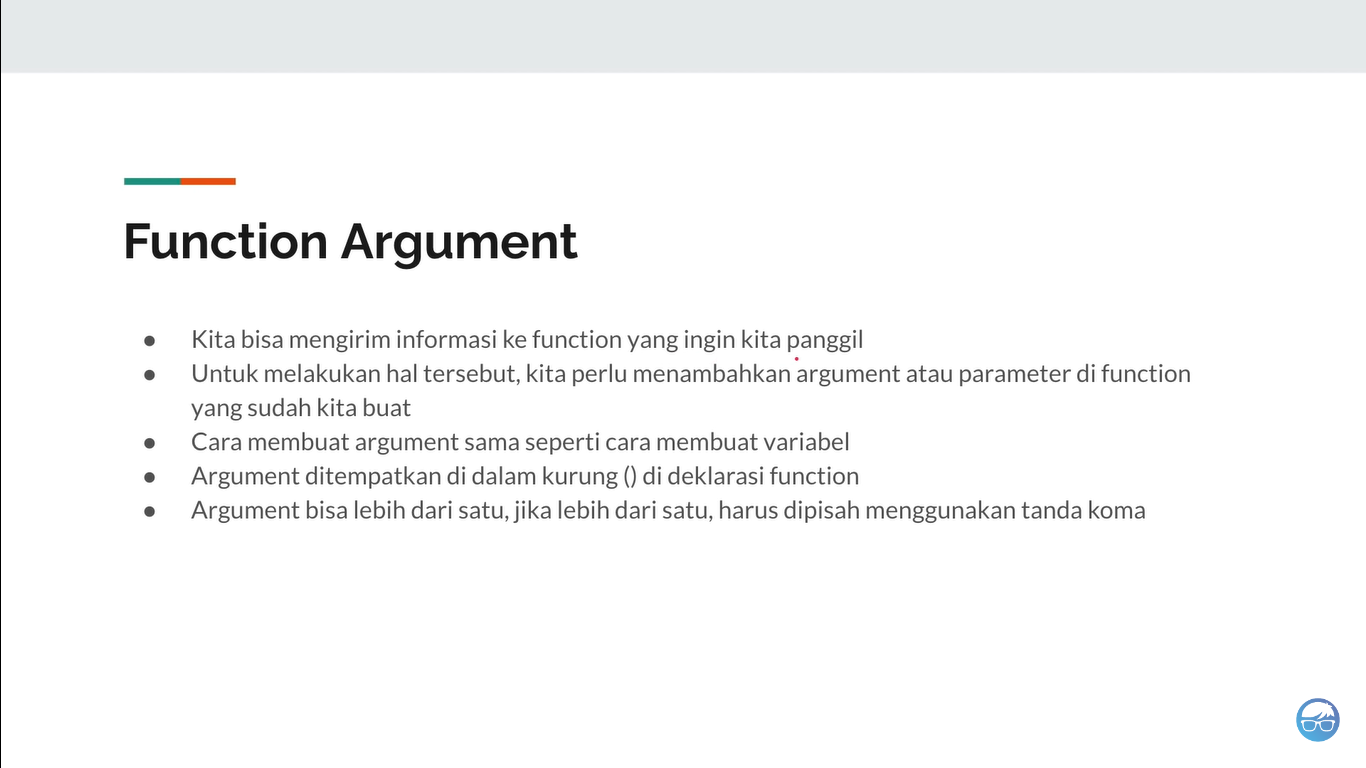 Function Argument
● Kita bisa mengirim informasi ke function yang ingin kita panggil
● Untuk melakukan hal tersebut, kita perlu menambahkan argument atau parameter di function
yang sudah kita buat
● Cara membuat argument sama seperti cara membuat variabel
● Argument ditempatkan di dalam kurung () di deklarasi function
● Argument bisa lebih dari satu, jika lebih dari satu, harus dipisah menggunakan tanda koma